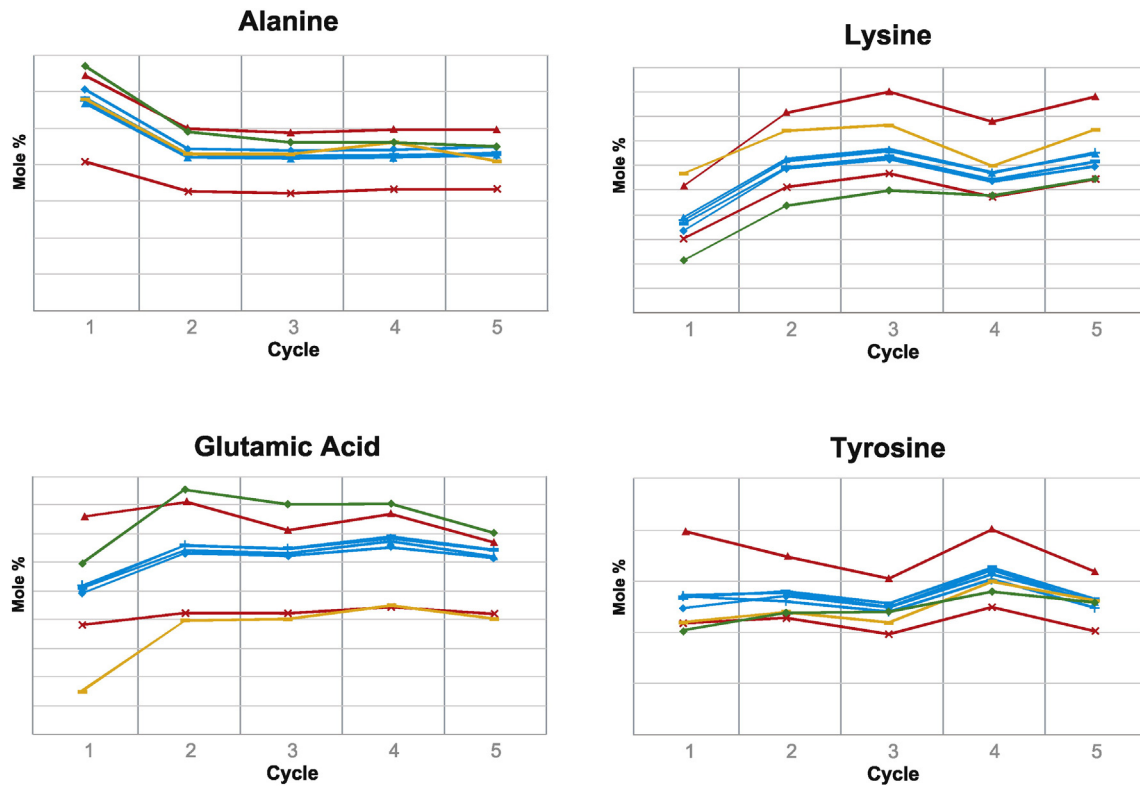 Alanine
Mole %
1 2 3 4 5
Cycle
Lysine
Mole %
1 2 3 4 5
Cycle
Glutamic Acid
Mole %
1 2 3 4 5
Cycle
Tyrosine
Mole %
1 2 3 4 5
Cycle